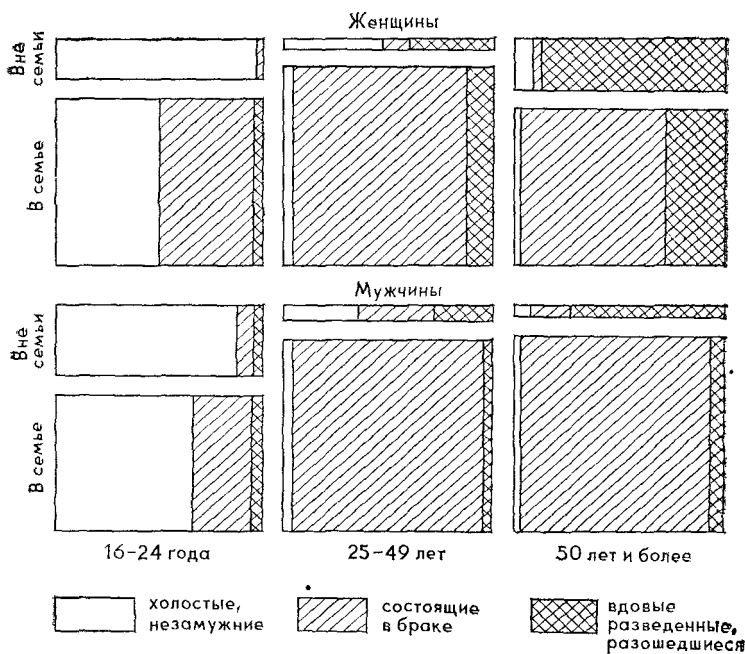 Женщины
Вне
семьи
В семье
Мужчины
Вне
семьи
В семье
16–24 года
25–49 лет
50 лет и более
холостые,
незамужние
состоящие
в браке
вдовые
разведенные,
разошедшиеся